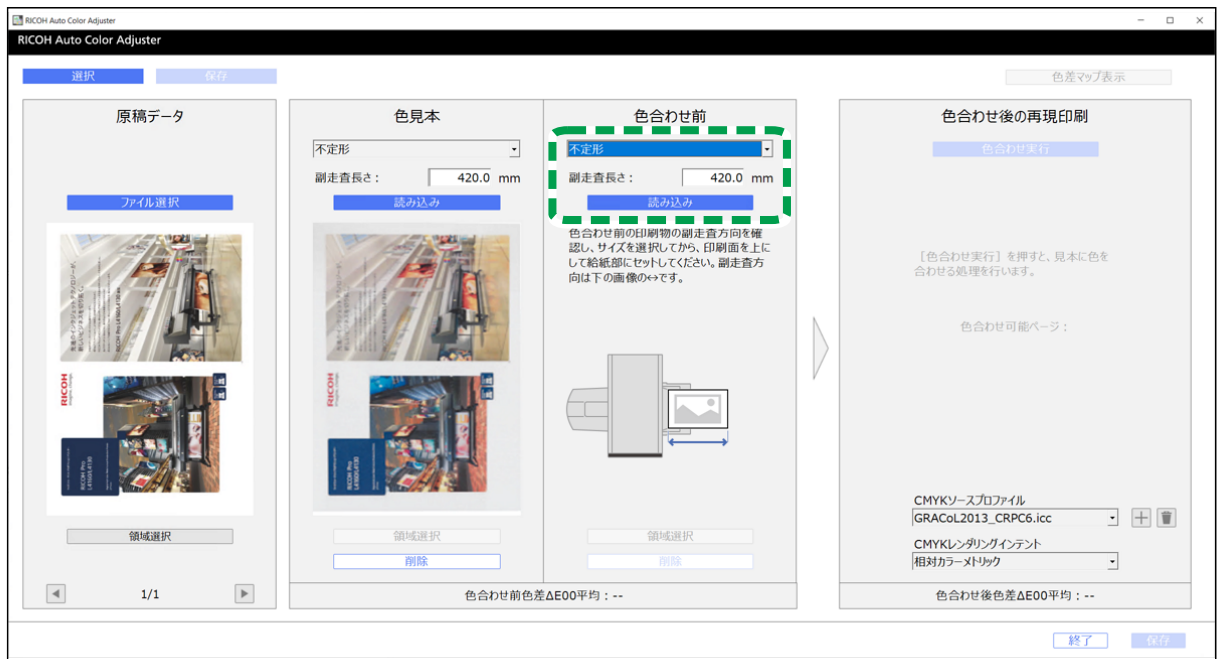 RICOH Auto Color Adjuster
RICOH Auto Color Adjuster
選択
保存
色差マップ表示
原稿データ
ファイル選択
RICOH
imagine. change.
RICOH Pro
L4160/L4130
領域選択
1/1
色見本
不定形
副走査長さ：
420.0 mm
読み込み
RICOH
imagine. change.
RICOH Pro
L4160/L4130
領域選択
削除
色合わせ前
不定形
副走査長さ：
420.0 mm
読み込み
色合わせ前の印刷物の副走査方向を確
認し、サイズを選択してから、印刷面を上に
して給紙部にセットしてください。副走査方
向は下の画像の↔です。
領域選択
削除
色合わせ前色差ΔE00平均：--
色合わせ後の再現印刷
色合わせ実行
［色合わせ実行］を押すと、見本に色を
合わせる処理を行います。
色合わせ可能ページ：
CMYKソースプロファイル
GRACoL2013_CRPC6.icc
CMYKレンダリングインテント
相対カラーメトリック
色合わせ後色差ΔE00平均：--
終了
保存